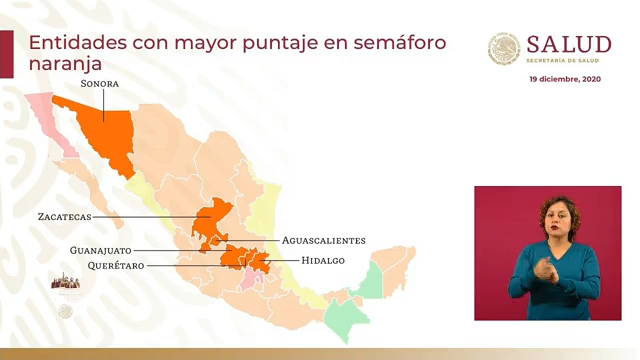 Entidades con mayor puntaje en semáforo
naranja
SALUD
SECRETARÍA DE SALUD
19 diciembre, 2020
Sonora
Zacatecas
Aguascalientes
Guanajuato
Hidalgo
Querétaro